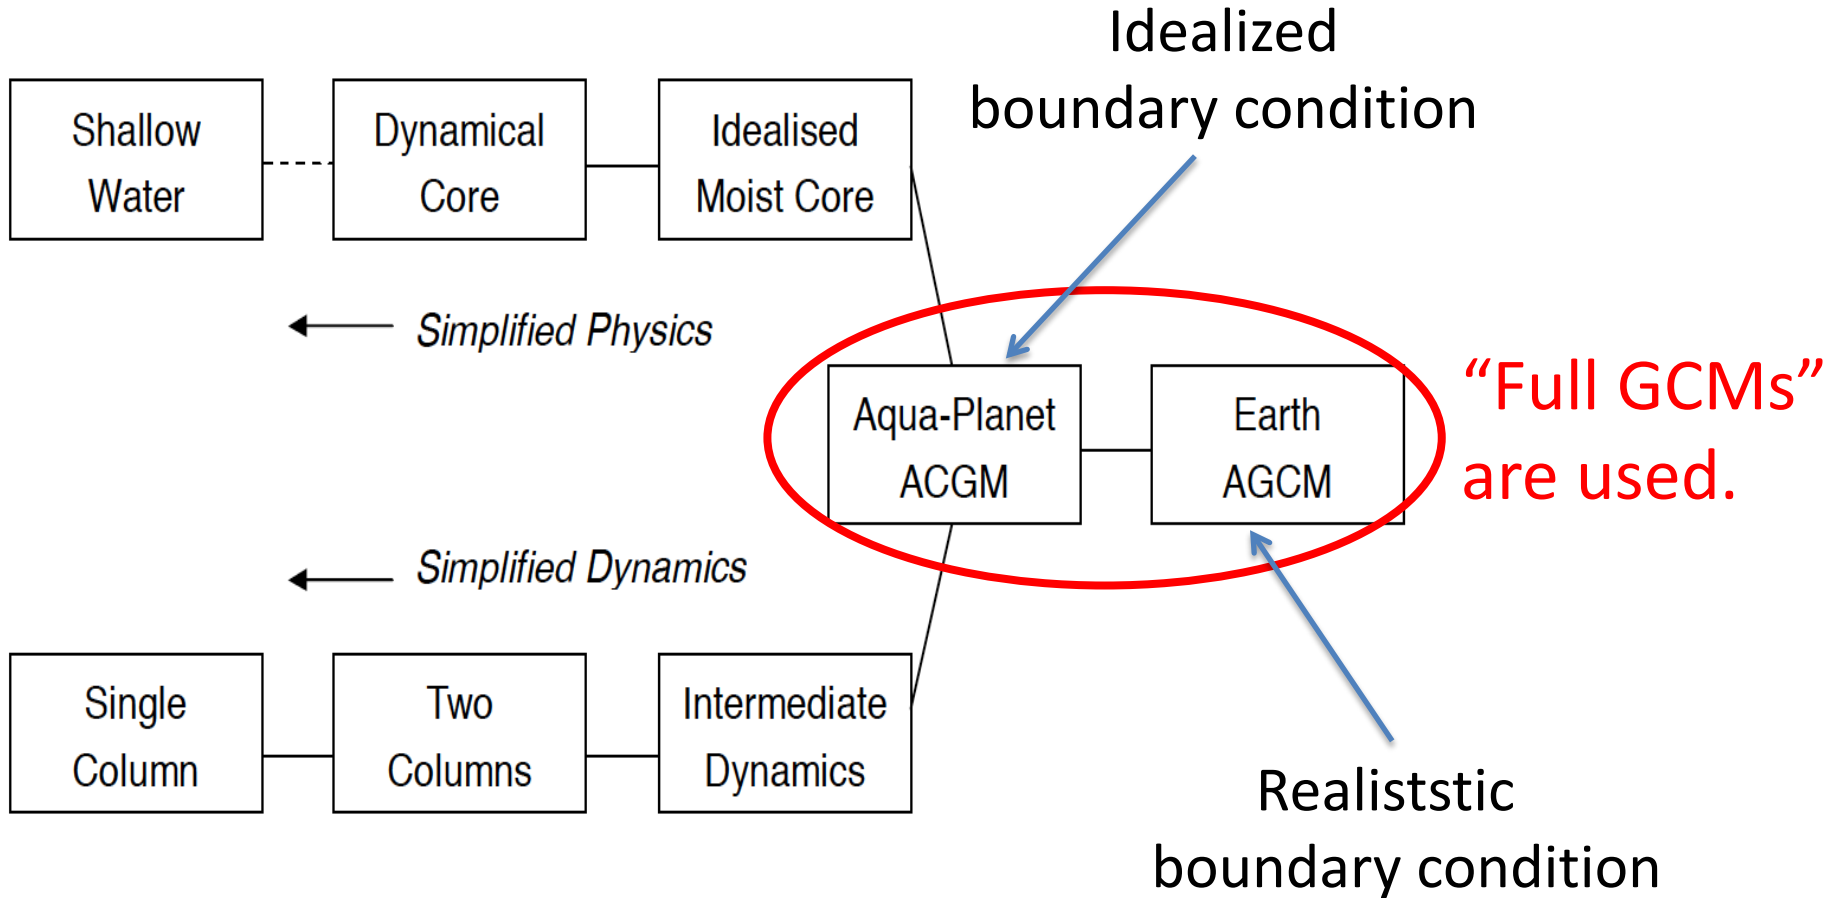 Idealized
boundary condition
Shallow
Water
Dynamical
Core
Idealised
Moist Core
Simplified Physics
Aqua-Planet
ACGM
Earth
AGCM
“Full GCMs”
are used.
Simplified Dynamics
Single
Column
Two
Columns
Intermediate
Dynamics
Realiststic
boundary condition